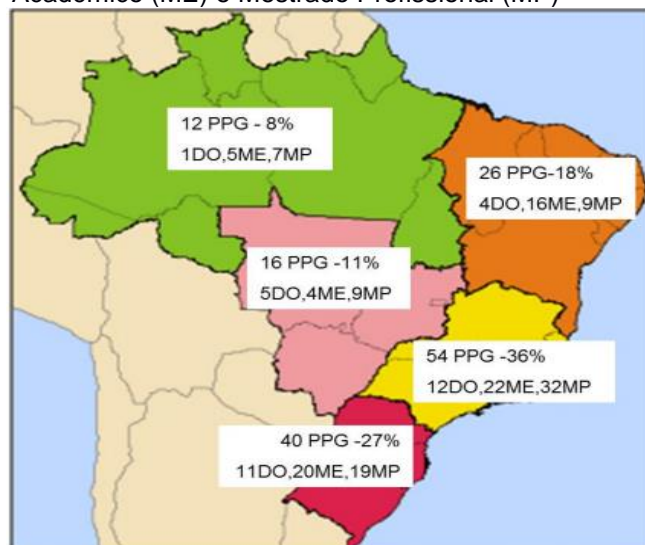 Acadêmico (ME) e Mestrado Profissional (MP)
12 PPG - 8%
1DO,5ME,7MP
26 PPG-18%
4DO,16ME,9MP
16 PPG -11%
5DO,4ME,9MP
54 PPG -36%
12DO,22ME,32MP
40 PPG -27%
11DO,20ME,19MP